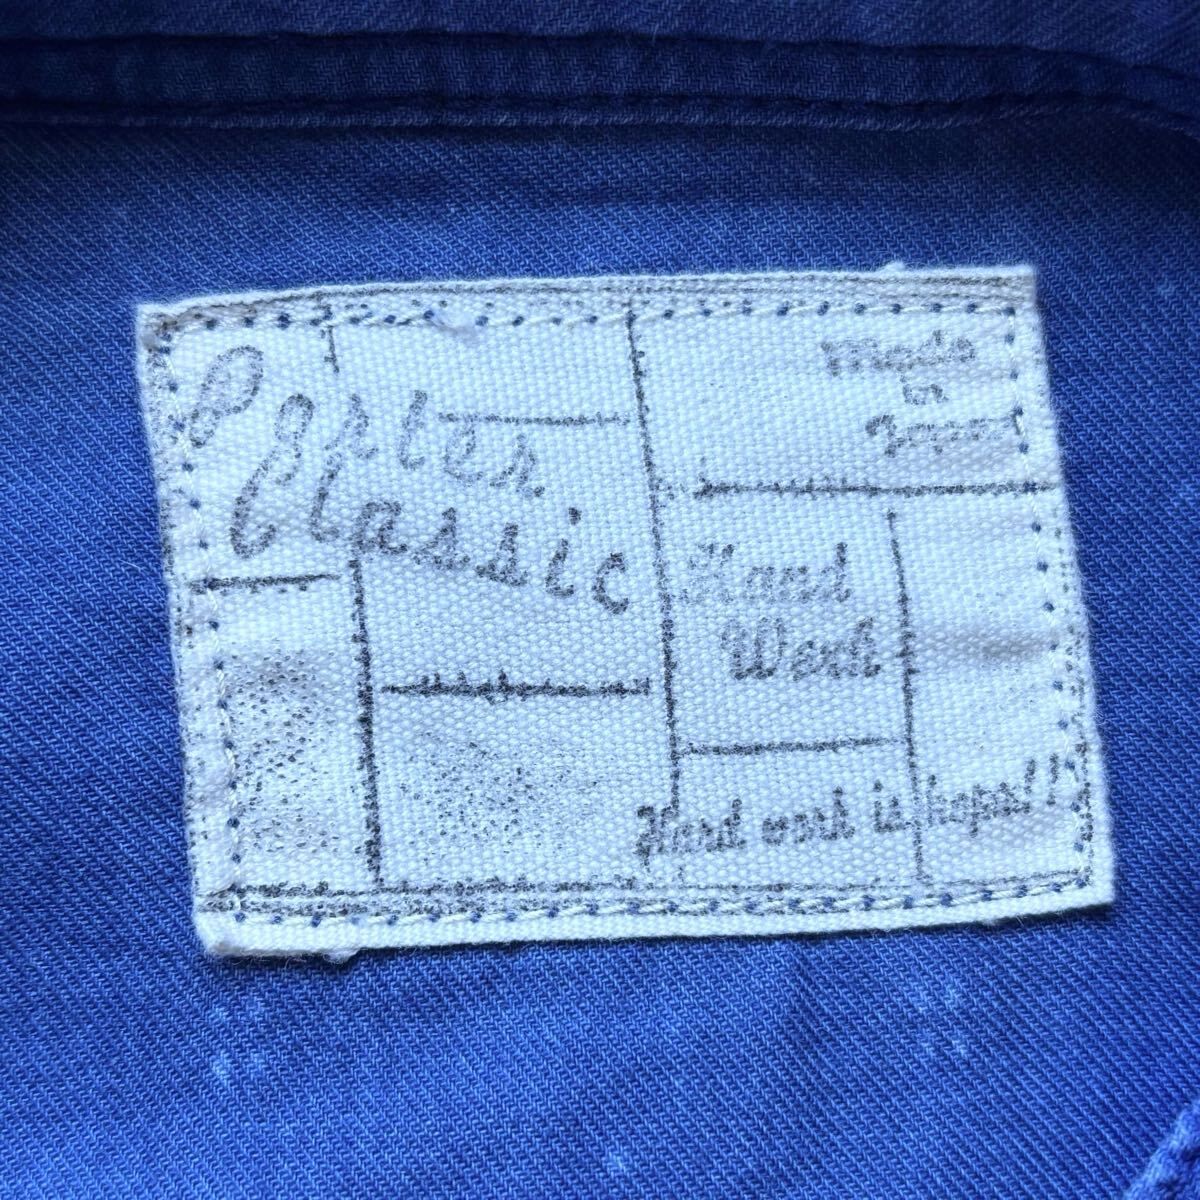 Porter
Classic
Made
in
Japan
Hand
Work
Hard work is hope!!